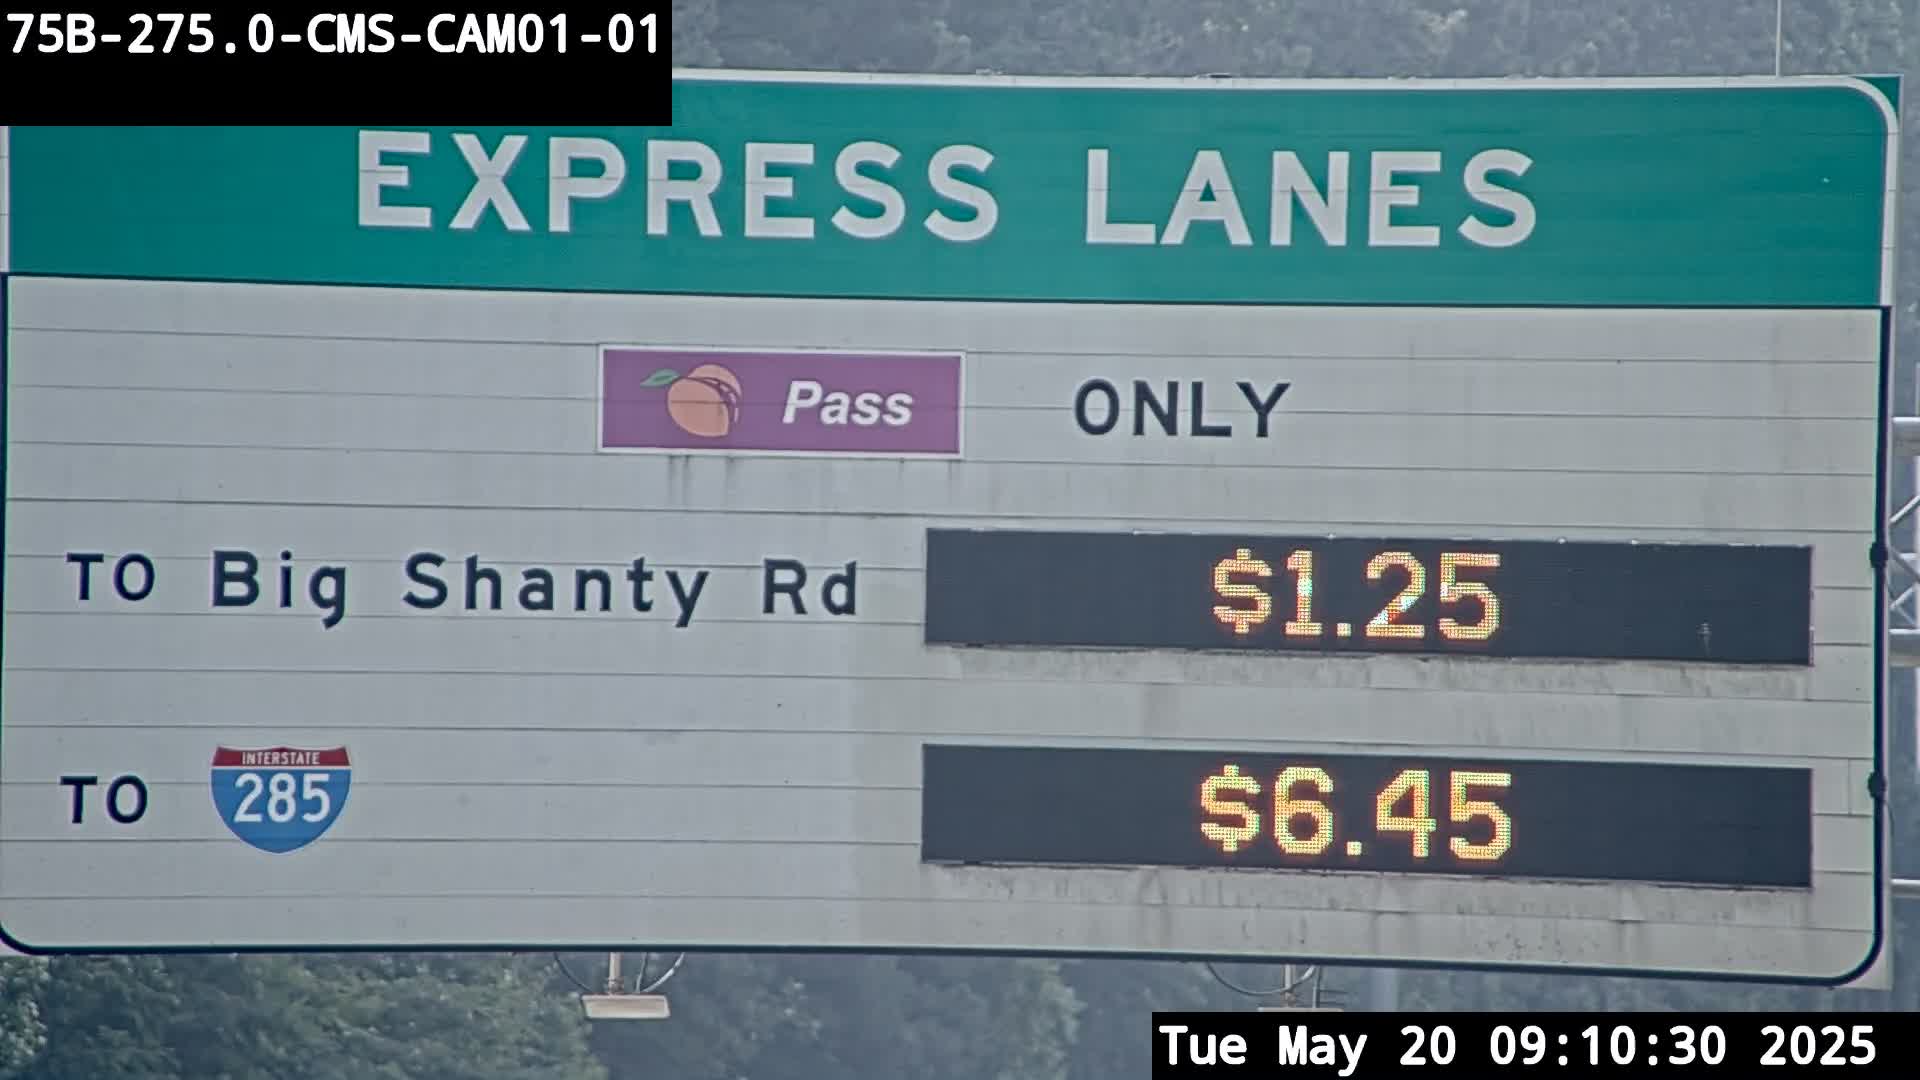 75B-275.0-CMS-CAM01-01
EXPRESS LANES
Pass ONLY
TO Big Shanty Rd $1.25
TO INTERSTATE 285 $6.45
Tue May 20 09:10:30 2025